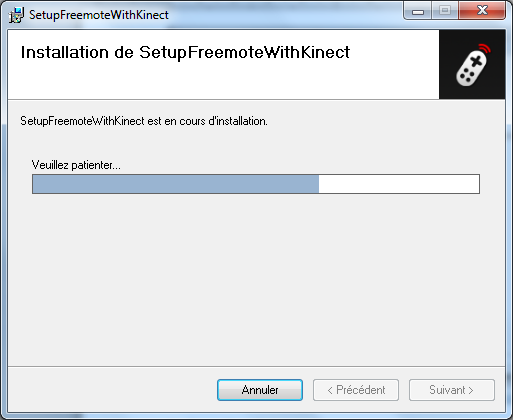 SetupFreemoteWithKinect
Installation de SetupFreemoteWithKinect
SetupFreemoteWithKinect est en cours d'installation.
Veuillez patienter...
Annuler
< Précédent
Suivant >